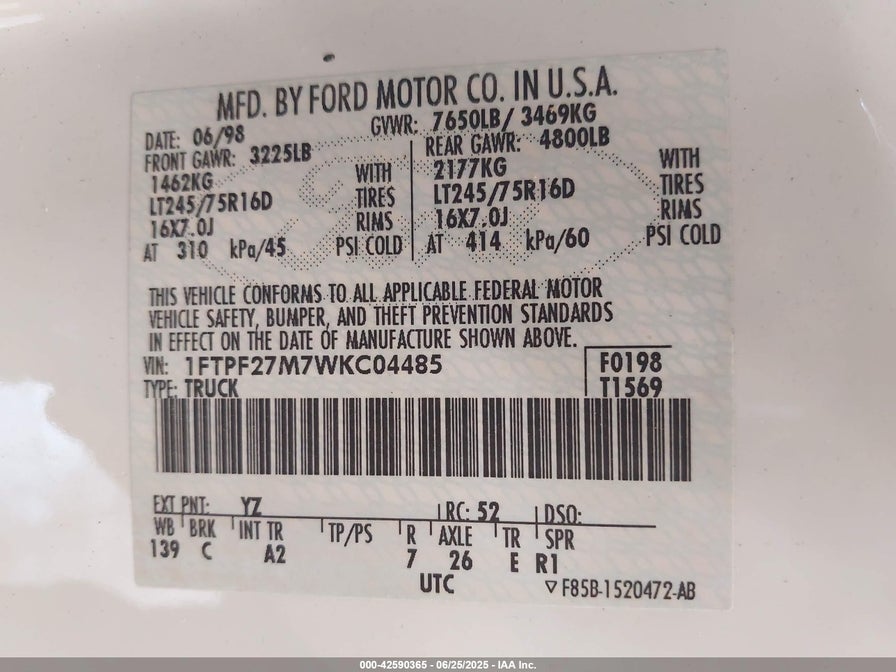 MFD. BY FORD MOTOR CO. IN U.S.A.
DATE: 06/98 GVWR: 7650LB/ 3469KG
FRONT GAWR: 3225LB REAR GAWR: 4800LB
1462KG WITH 2177KG WITH
LT245/75R16D TIRES LT245/75R16D TIRES
16X7.0J RIMS 16X7.0J RIMS
AT 310 kPa/45 PSI COLD AT 414 kPa/60 PSI COLD
THIS VEHICLE CONFORMS TO ALL APPLICABLE FEDERAL MOTOR
VEHICLE SAFETY, BUMPER, AND THEFT PREVENTION STANDARDS
IN EFFECT ON THE DATE OF MANUFACTURE SHOWN ABOVE.
VIN: 1FTPF27M7WKC04485 F0198
TYPE: TRUCK T1569
EXT PNT: YZ RC: 52 DSO:
WB BRK INT TR TP/PS R AXLE TR SPR
139 C A2 7 26 E R1
UTC ▽ F85B-1520472-AB
000-42590365 - 06/25/2025 - IAA Inc.